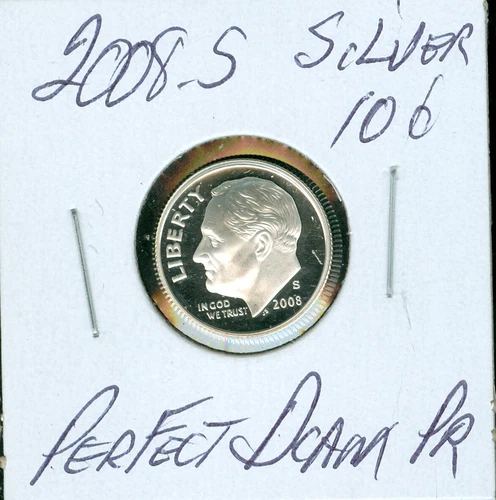 2008-S SILVER
10¢
LIBERTY
IN GOD
WE TRUST
S
2008
PERFECT DCAM PR